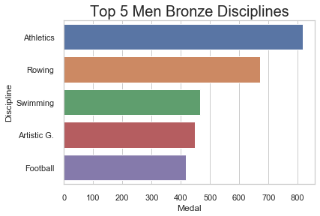 Top 5 Men Bronze Disciplines
Athletics
Rowing
Swimming
Artistic G.
Football
Discipline
0 100 200 300 400 500 600 700 800
Medal